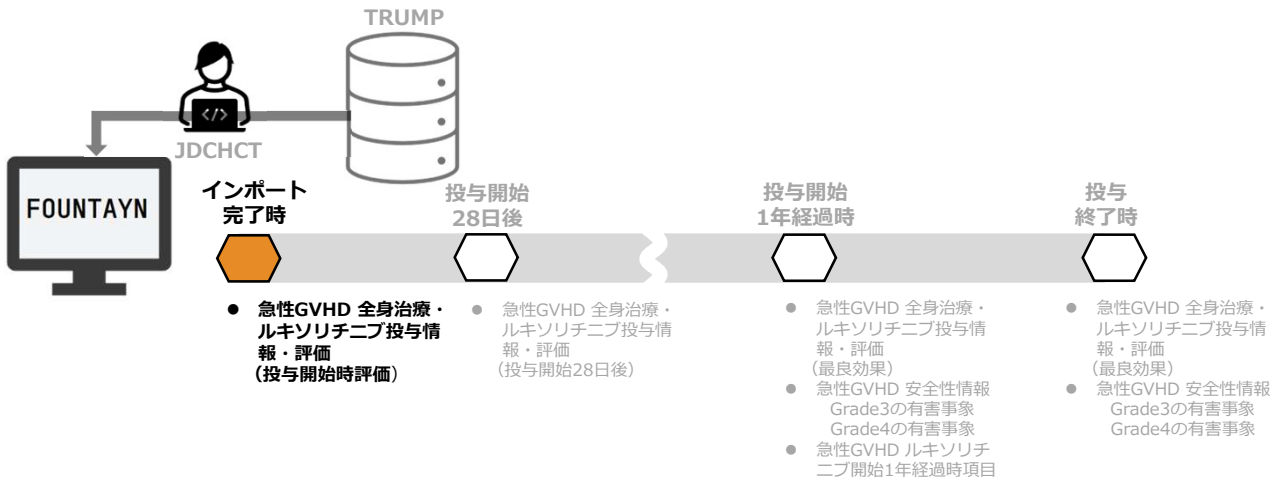 TRUMP
</>
JDCHCT
FOUNTAYN
インポート
完了時
投与開始
28日後
投与開始
1年経過時
投与
終了時
● 急性GVHD 全身治療・
ルキソリチニブ投与情
報・評価
(投与開始時評価)
● 急性GVHD 全身治療・
ルキソリチニブ投与情
報・評価
(投与開始28日後)
● 急性GVHD 全身治療・
ルキソリチニブ投与情
報・評価
(最良効果)
● 急性GVHD 安全性情報
Grade3の有害事象
Grade4の有害事象
● 急性GVHD ルキソリチ
ニブ開始1年経過時項目
● 急性GVHD 全身治療・
ルキソリチニブ投与情
報・評価
(最良効果)
● 急性GVHD 安全性情報
Grade3の有害事象
Grade4の有害事象